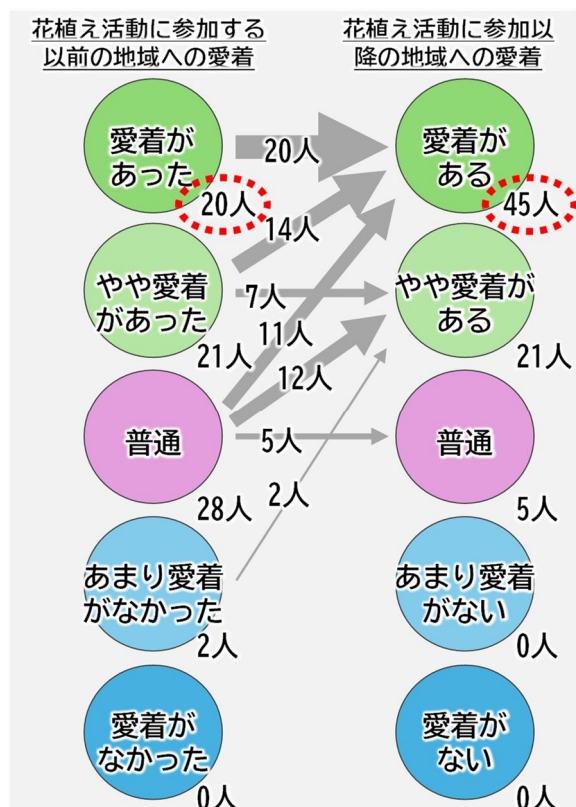 花植え活動に参加する
以前の地域への愛着
花植え活動に参加以
降の地域への愛着
愛着が
あった
20人
20人
愛着が
ある
45人
14人
やや愛着
があった
21人
7人
11人
12人
やや愛着が
ある
21人
普通
28人
5人
2人
普通
5人
あまり愛着
がなかった
2人
あまり愛着
がない
0人
愛着が
なかった
0人
愛着が
ない
0人